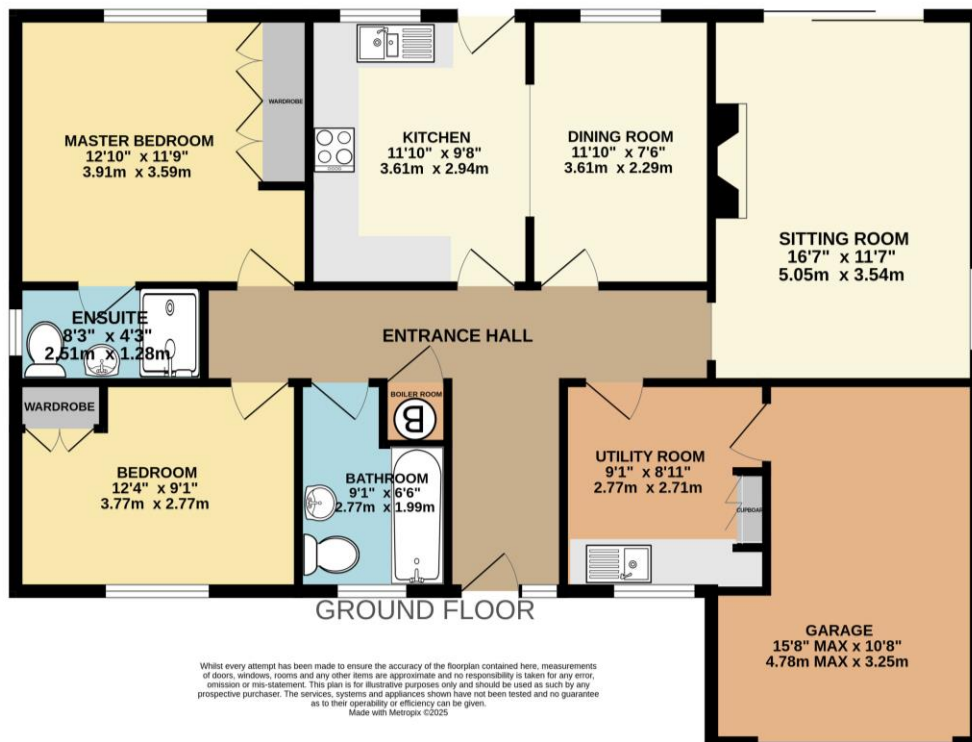 MASTER BEDROOM
12'10" x 11'9"
3.91m x 3.59m
WARDROBE
KITCHEN
11'10" x 9'8"
3.61m x 2.94m
DINING ROOM
11'10" x 7'6"
3.61m x 2.29m
SITTING ROOM
16'7" x 11'7"
5.05m x 3.54m
ENSUITE
8'3" x 4'3"
2.51m x 1.28m
ENTRANCE HALL
WARDROBE
BEDROOM
12'4" x 9'1"
3.77m x 2.77m
BOILER ROOM
B
BATHROOM
9'1" x 6'6"
2.77m x 1.99m
UTILITY ROOM
9'1" x 8'11"
2.77m x 2.71m
CUPBOAR
GARAGE
15'8" MAX x 10'8"
4.78m MAX x 3.25m
GROUND FLOOR
Whilst every attempt has been made to ensure the accuracy of the floorplan contained here, measurements
of doors, windows, rooms and any other items are approximate and no responsibility is taken for any error,
omission or mis-statement. This plan is for illustrative purposes only and should be used as such by any
prospective purchaser. The services, systems and appliances shown have not been tested and no guarantee
as to their operability or efficiency can be given.
Made with Metropix ©2025